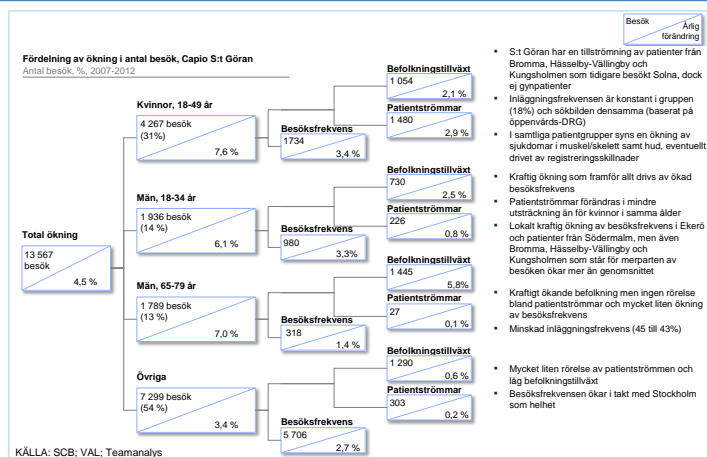 Besök
Årlig
förändring
Fördelning av ökning i antal besök, Capio S:t Göran
Antal besök, %, 2007-2012
Total ökning
13 567
besök
4,5 %
Kvinnor, 18-49 år
4 267 besök
(31%)
7,6 %
Besöksfrekvens
1734
3,4 %
Befolkningstillväxt
1 054
2,1 %
Patientströmmar
1 480
2,9 %
Män, 18-34 år
1 936 besök
(14 %)
6,1 %
Besöksfrekvens
980
3,3%
Befolkningstillväxt
730
2,5 %
Patientströmmar
226
0,8 %
Män, 65-79 år
1 789 besök
(13 %)
7,0 %
Besöksfrekvens
318
1,4 %
Befolkningstillväxt
1 445
5,8%
Patientströmmar
27
0,1 %
Övriga
7 299 besök
(54 %)
3,4 %
Besöksfrekvens
5 706
2,7 %
Befolkningstillväxt
1 290
0,6 %
Patientströmmar
303
0,2 %
▪ S:t Göran har en tillströmning av patienter från
Bromma, Hässelby-Vällingby och
Kungsholmen som tidigare besökt Solna, dock
ej gynpatienter
▪ Inläggningsfrekvensen är konstant i gruppen
(18%) och sökbilden densamma (baserat på
öppenvårds-DRG)
▪ I samtliga patientgrupper syns en ökning av
sjukdomar i muskel/skelett samt hud, eventuellt
drivet av registreringsskillnader
▪ Kraftig ökning som framför allt drivs av ökad
besöksfrekvens
▪ Patientströmmar förändras i mindre
utsträckning än för kvinnor i samma ålder
▪ Lokalt kraftig ökning av besöksfrekvens i Ekerö
och patienter från Södermalm, men även
Bromma, Hässelby-Vällingby och
Kungsholmen som står för merparten av
besöken ökar mer än genomsnittet
▪ Kraftigt ökande befolkning men ingen rörelse
bland patientströmmar och mycket liten ökning
av besöksfrekvens
▪ Minskad inläggningsfrekvens (45 till 43%)
▪ Mycket liten rörelse av patientströmmen och
låg befolkningstillväxt
▪ Besöksfrekvensen ökar i takt med Stockholm
som helhet
KÄLLA: SCB; VAL; Teamanalys